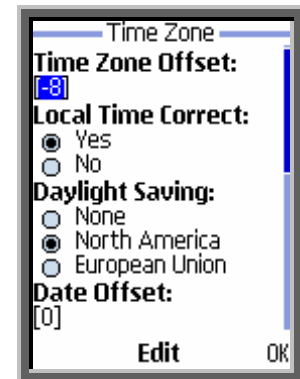 Time Zone
Time Zone Offset:
[-8]
Local Time Correct:
Yes
No
Daylight Saving:
None
North America
European Union
Date Offset:
[0]
Edit OK